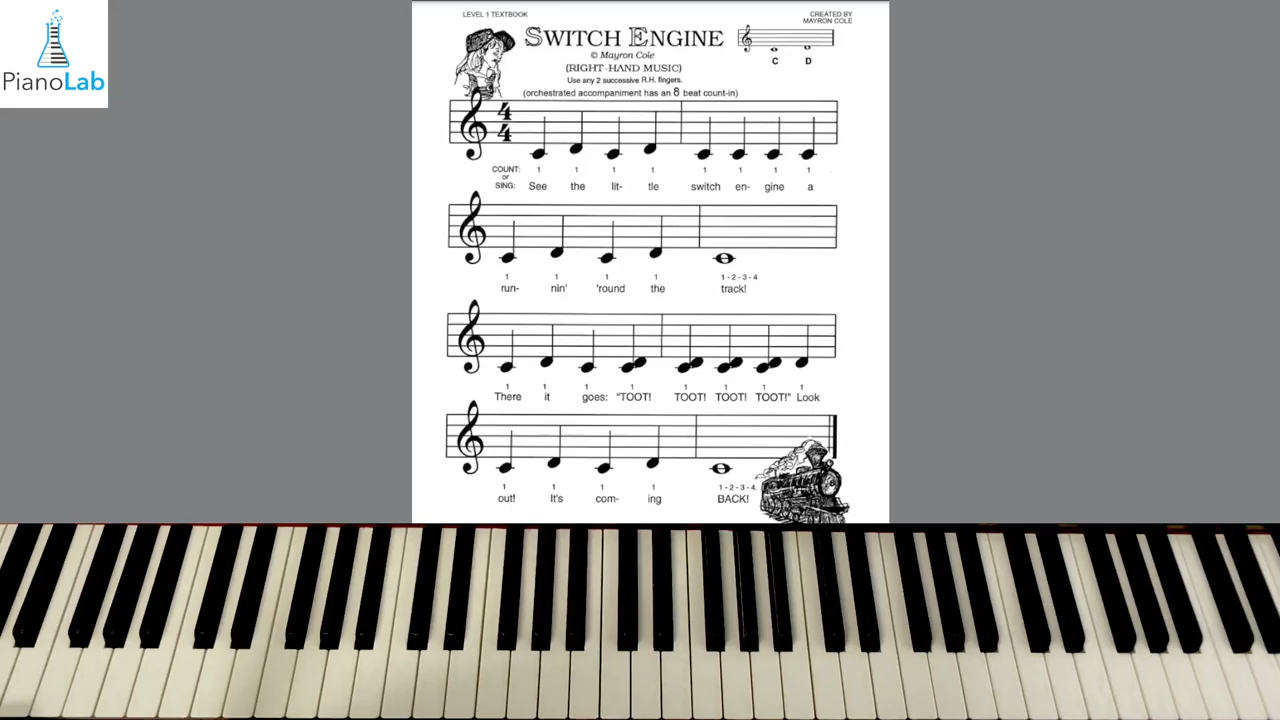 PianoLab
LEVEL 1 TEXTBOOK
CREATED BY
MAYRON COLE
SWITCH ENGINE
© Mayron Cole
(RIGHT-HAND MUSIC)
Use any 2 successive R.H. fingers.
(orchestrated accompaniment has an 8 beat count-in)
C D
4
4
COUNT: 1 1 1 1 1 1 1 1
or
SING: See the lit- tle switch en- gine a
1 1 1 1 1 - 2 - 3 - 4
run- nin' 'round the track!
1 1 1 1 1 1 1 1
There it goes: "TOOT! TOOT! TOOT! TOOT!" Look
1 1 1 1 1 - 2 - 3 - 4.
out! It's com- ing BACK!